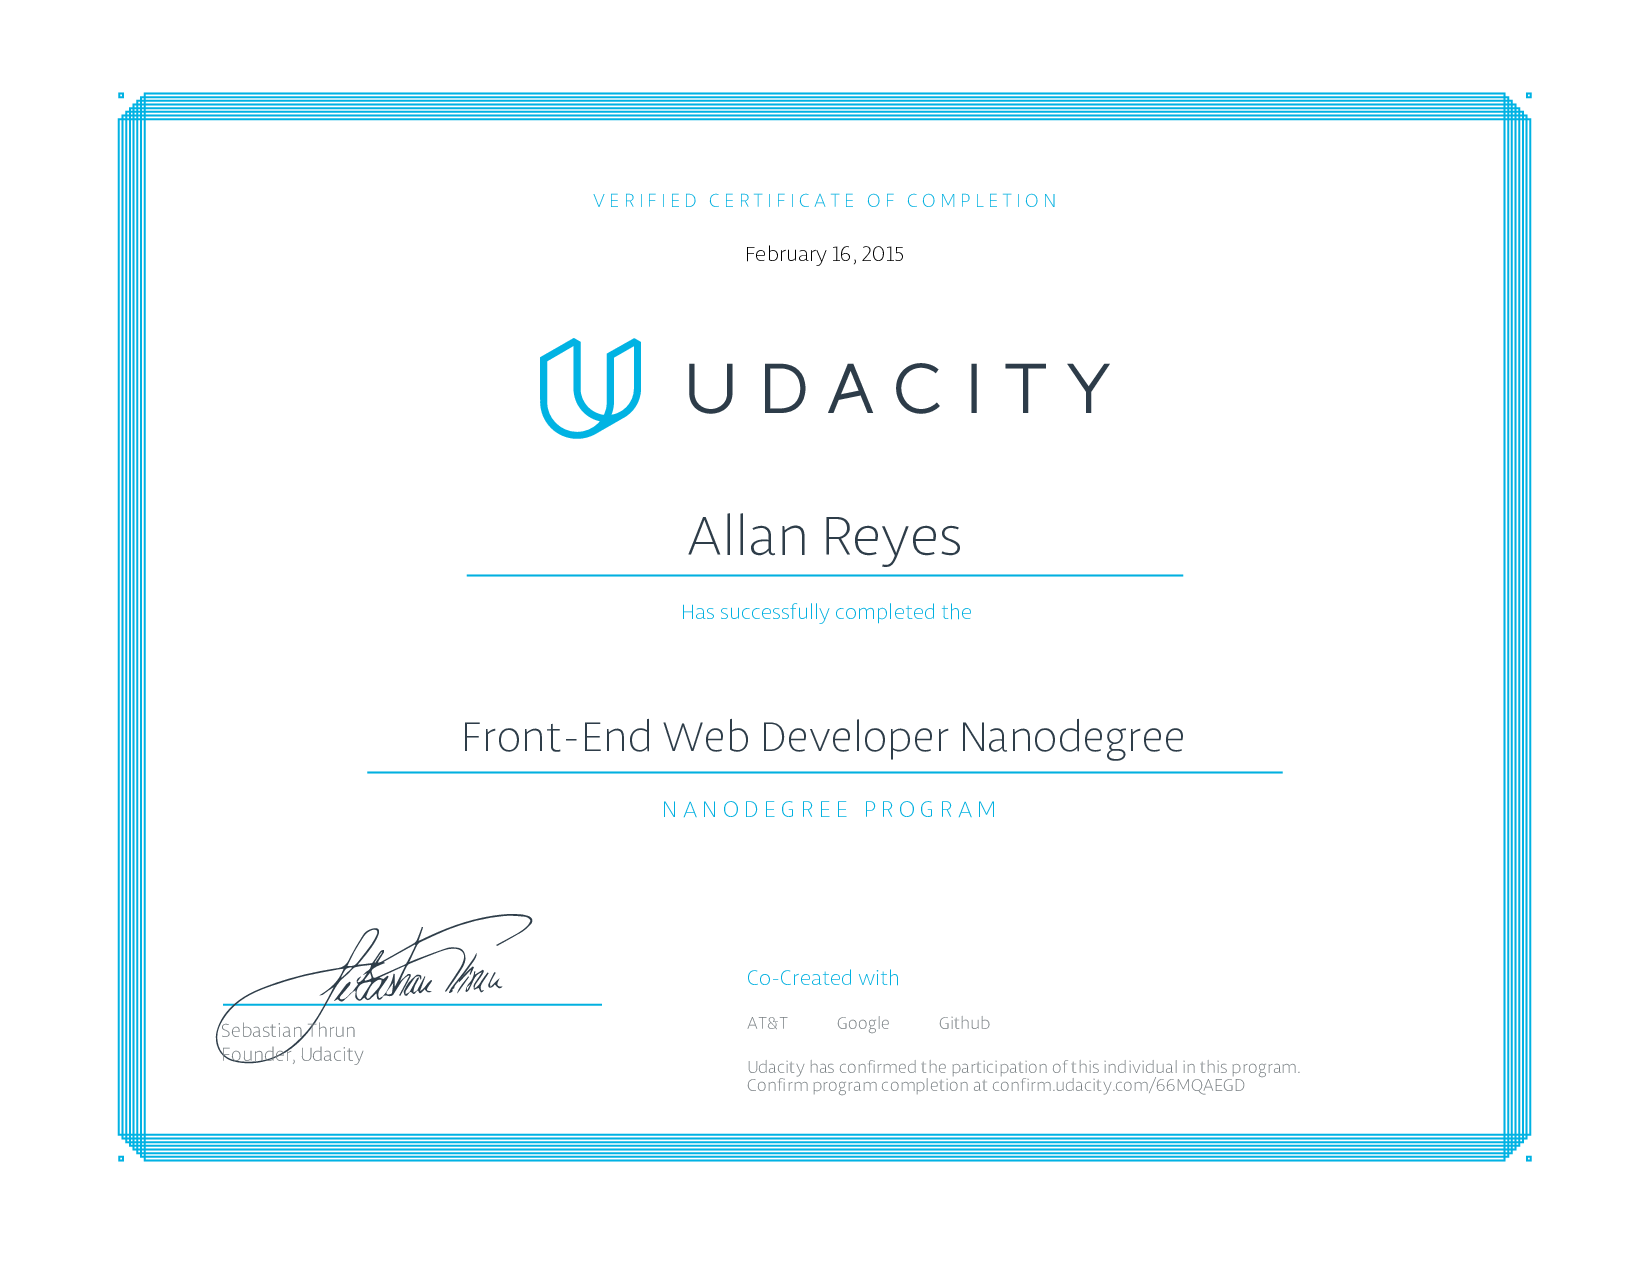 VERIFIED CERTIFICATE OF COMPLETION
February 16, 2015
UDACITY
Allan Reyes
Has successfully completed the
Front-End Web Developer Nanodegree
NANODEGREE PROGRAM
Sebastian Thrun
Sebastian Thrun
Founder, Udacity
Co-Created with
AT&T Google Github
Udacity has confirmed the participation of this individual in this program.
Confirm program completion at confirm.udacity.com/66MQAEGD